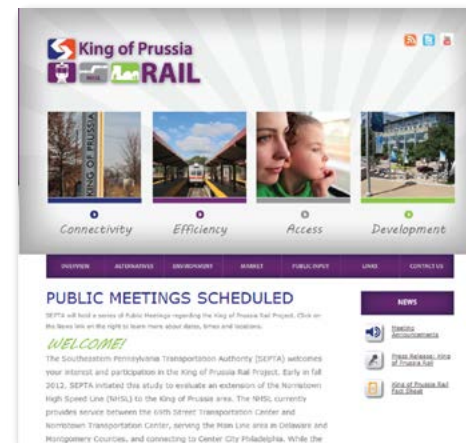 King of Prussia
RAIL
KING OF PRUSSIA
Connectivity
Efficiency
Access
Development
OVERVIEW ALTERNATIVES ENVIRONMENT MARKET PUBLIC INPUT LINKS CONTACT US
PUBLIC MEETINGS SCHEDULED
SEPTA will hold a series of Public Meetings regarding the King of Prussia Rail Project. Click on
the News link on the right to learn more about dates, times and locations.
WELCOME!
The Southeastern Pennsylvania Transportation Authority (SEPTA) welcomes
your interest and participation in the King of Prussia Rail Project. Early in fall
2012, SEPTA initiated this study to evaluate an extension of the Norristown
High Speed Line (NHSL) to the King of Prussia area. The NHSL currently
provides service between the 69th Street Transportation Center and
Norristown Transportation Center, serving the Main Line area in Delaware and
Montgomery Counties, and connecting to Center City Philadelphia. While the
NEWS
Meeting
Announcements
Press Release: King
of Prussia Rail
King of Prussia Rail
Fact Sheet